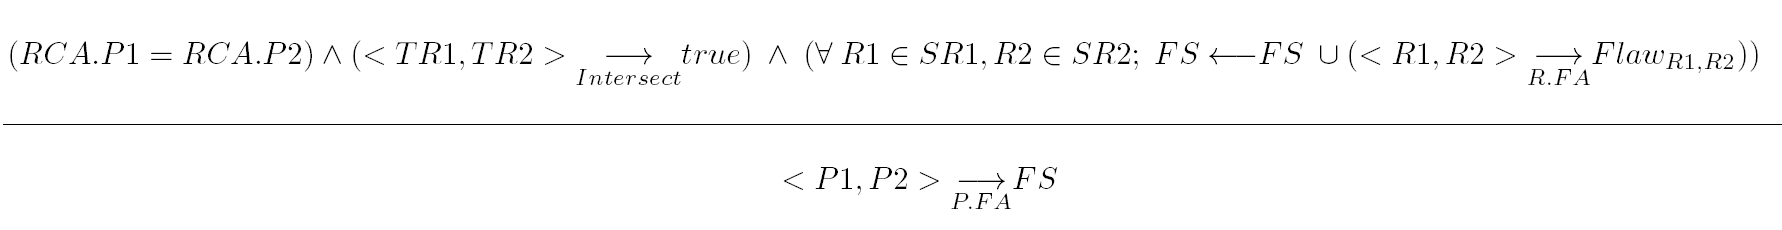 (RCA.P1 = RCA.P2) ∧ (< TR1, TR2 > ⟶_{Intersect} true) ∧ (∀ R1 ∈ SR1, R2 ∈ SR2; FS ⟵ FS ∪ (< R1, R2 > ⟶_{R.FA} Flaw_{R1,R2}))
< P1, P2 > ⟶_{P.FA} FS